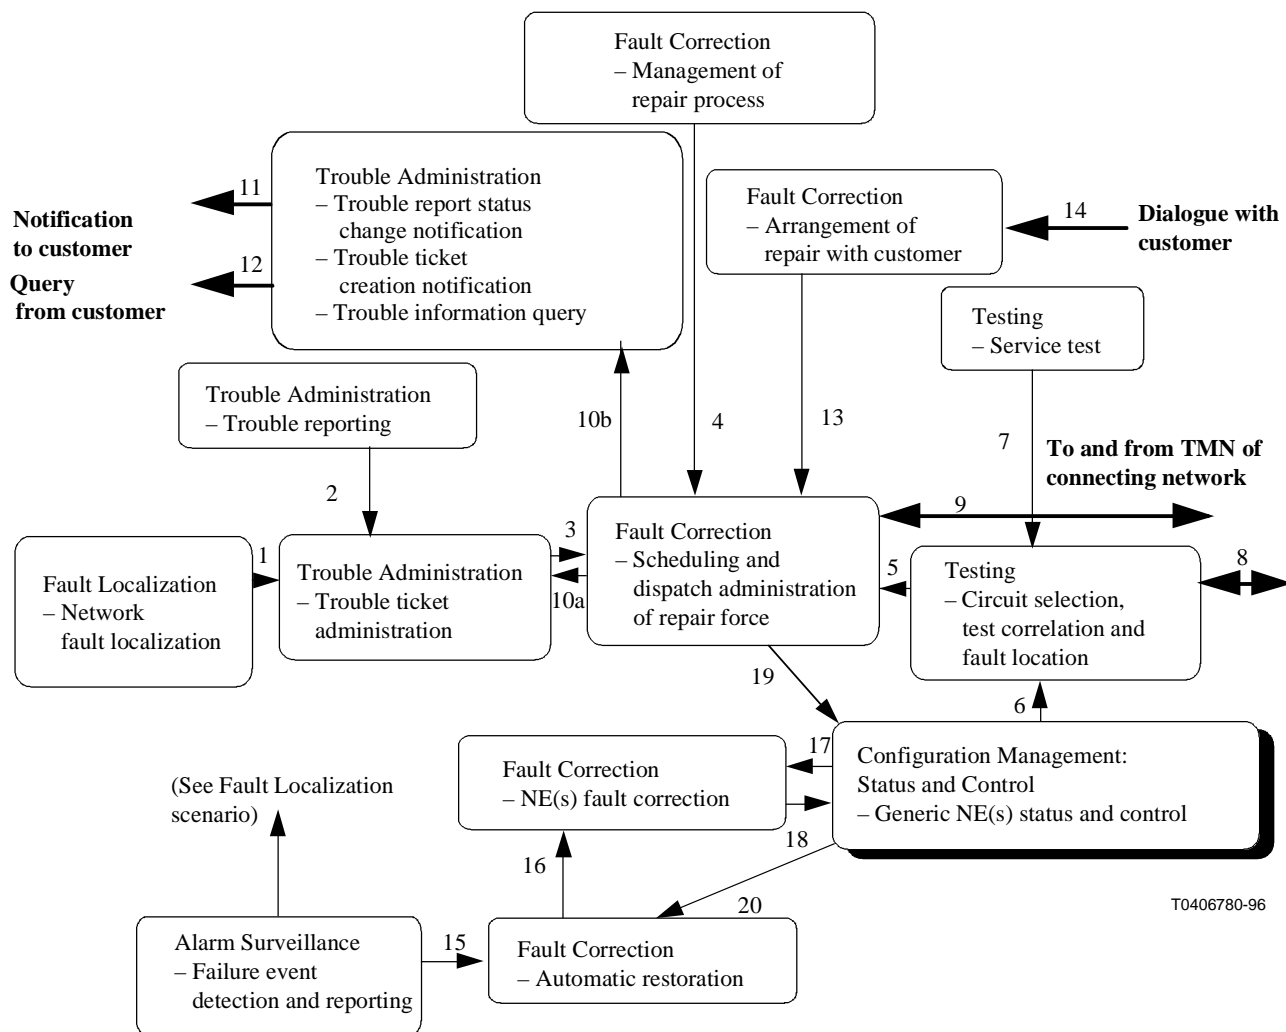 Fault Correction
– Management of
repair process
Trouble Administration
– Trouble report status
change notification
– Trouble ticket
creation notification
– Trouble information query
11
Notification
to customer
12
Query
from customer
Fault Correction
– Arrangement of
repair with customer
14
Dialogue with
customer
Testing
– Service test
Trouble Administration
– Trouble reporting
10b
4
13
7
To and from TMN of
connecting network
2
9
Fault Localization
– Network
fault localization
1
Trouble Administration
– Trouble ticket
administration
3
10a
Fault Correction
– Scheduling and
dispatch administration
of repair force
5
Testing
– Circuit selection,
test correlation and
fault location
8
19
6
Fault Correction
– NE(s) fault correction
17
18
Configuration Management:
Status and Control
– Generic NE(s) status and control
(See Fault Localization
scenario)
16
20
T0406780-96
Alarm Surveillance
– Failure event
detection and reporting
15
Fault Correction
– Automatic restoration